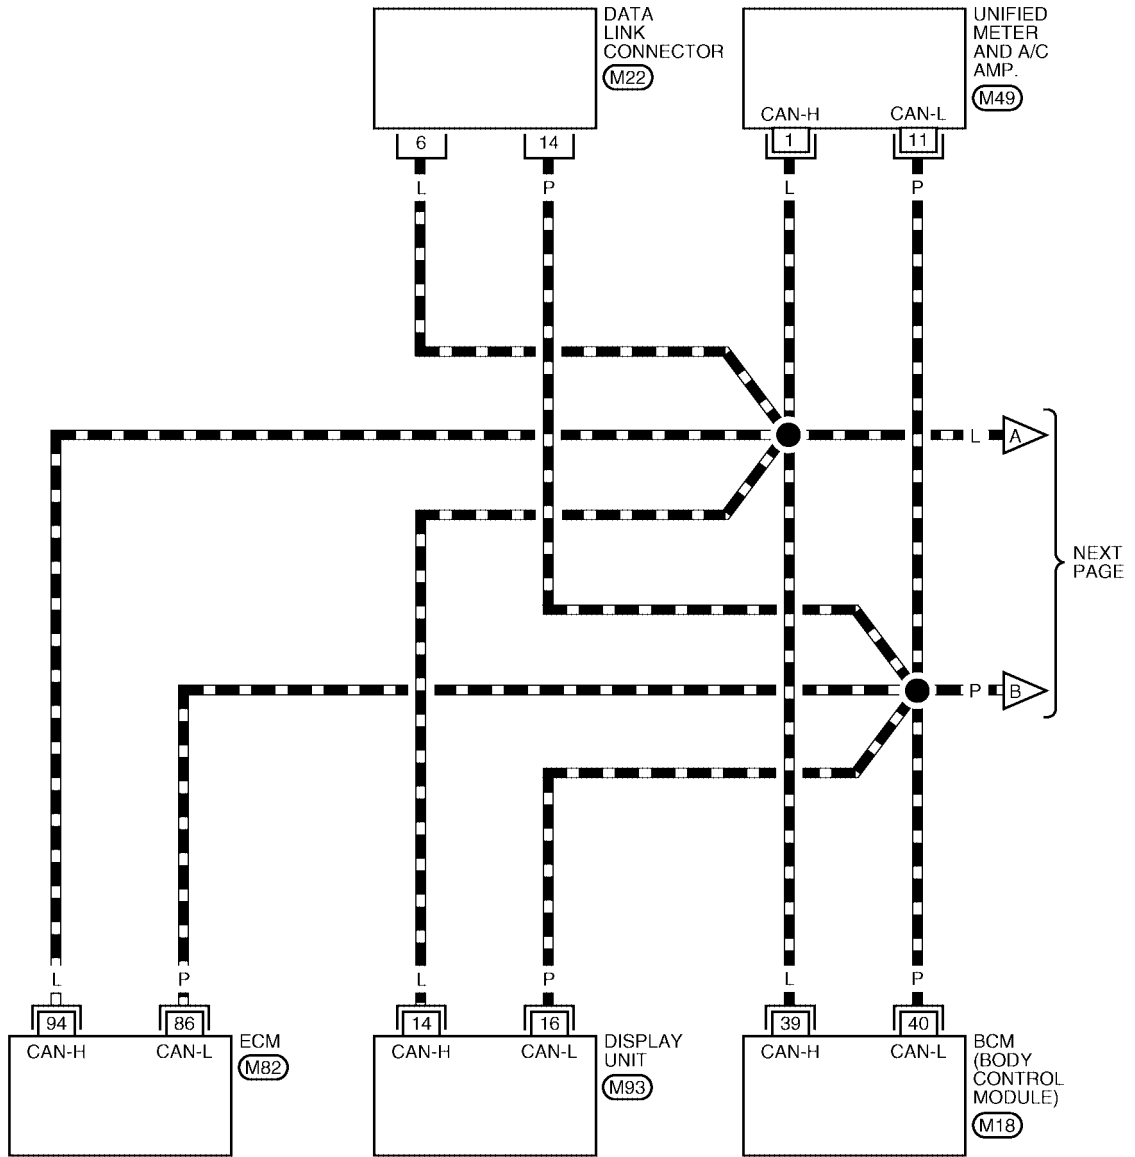 DATA
LINK
CONNECTOR
M22
UNIFIED
METER
AND A/C
AMP.
M49
CAN-H CAN-L
6 14 1 11
L P L P
L A
NEXT
PAGE
P B
L P L P L P
94 86 14 16 39 40
CAN-H CAN-L
ECM
M82
CAN-H CAN-L
DISPLAY
UNIT
M93
CAN-H CAN-L
BCM
(BODY
CONTROL
MODULE)
M18